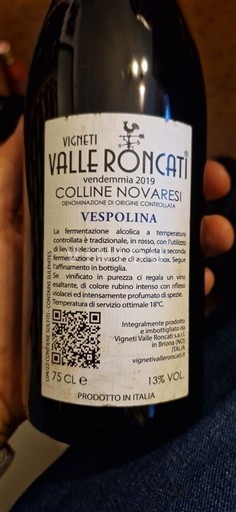 VIGNETI
VALLE RONCATI®
vendemmia 2019
COLLINE NOVARESI
DENOMINAZIONE DI ORIGINE CONTROLLATA
VESPOLINA
La fermentazione alcolica a temperatura
controllata è tradizionale, in rosso, con l'utilizzo
di lieviti selezionati. Il vino completa la seconda
fermentazione in vasche di acciaio inox. Segue
l'affinamento in bottiglia.
Se vinificato in purezza ci regala un vino
esaltante, di colore rubino intenso con riflessi
violacei ed intensamente profumato di spezie.
Temperatura di servizio ottimale 18°C.
CONTIENE SOLFITI - CONTAINS SULPHITES
Integralmente prodotto
e imbottigliato da
Vigneti Valle Roncati s.a.r.l.
in Briona (NO)
ITALIA
vignetivalleroncati.it
75 CL e
13% VOL.
PRODOTTO IN ITALIA